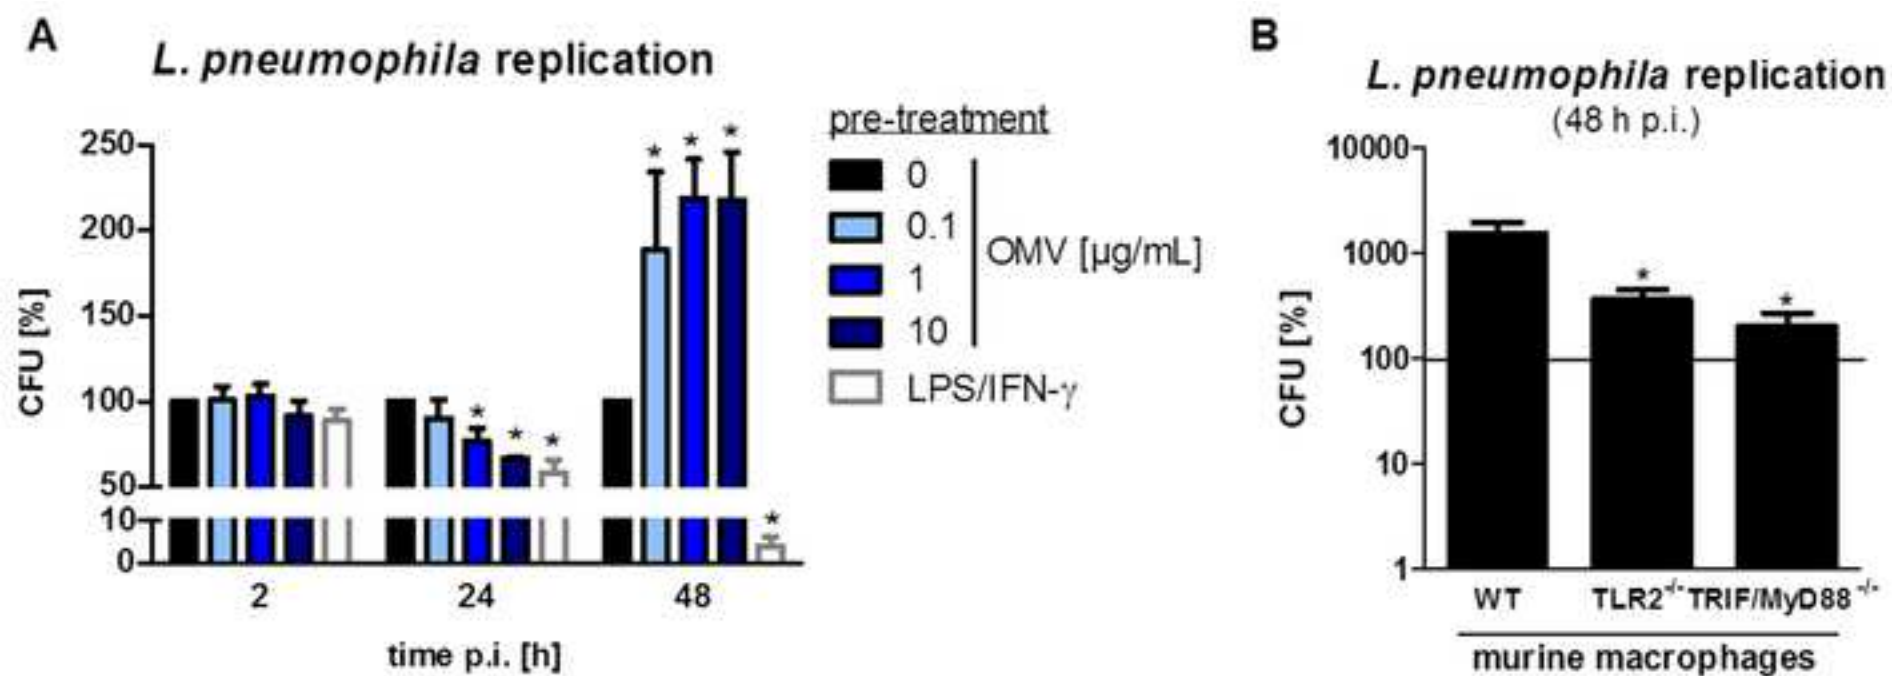 A
L. pneumophila replication
250
200
150
100
50
10
0
CFU [%]
* * *
* * *
*
2 24 48
time p.i. [h]
pre-treatment
0
0.1
1
10
OMV [µg/mL]
LPS/IFN-γ
B
L. pneumophila replication
(48 h p.i.)
10000
1000
100
10
1
CFU [%]
*
*
WT TLR2-/- TRIF/MyD88-/-
murine macrophages